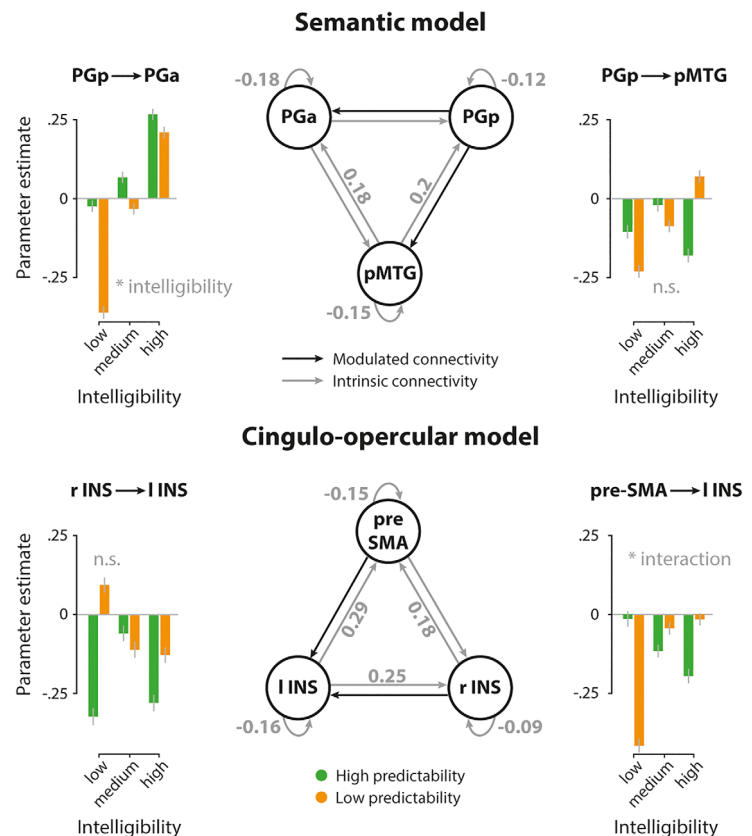 Semantic model
PGp → PGa
Parameter estimate
.25
0
-.25
* intelligibility
low
medium
high
Intelligibility
-0.18
-0.12
PGa
PGp
0.18
0.2
pMTG
-0.15
Modulated connectivity
Intrinsic connectivity
PGp → pMTG
.25
0
-.25
n.s.
low
medium
high
Intelligibility
Cingulo-opercular model
r INS → l INS
Parameter estimate
.25
0
-.25
n.s.
low
medium
high
Intelligibility
-0.15
pre
SMA
0.29
0.18
l INS
0.25
r INS
-0.16
-0.09
High predictability
Low predictability
pre-SMA → l INS
.25
0
-.25
* interaction
low
medium
high
Intelligibility